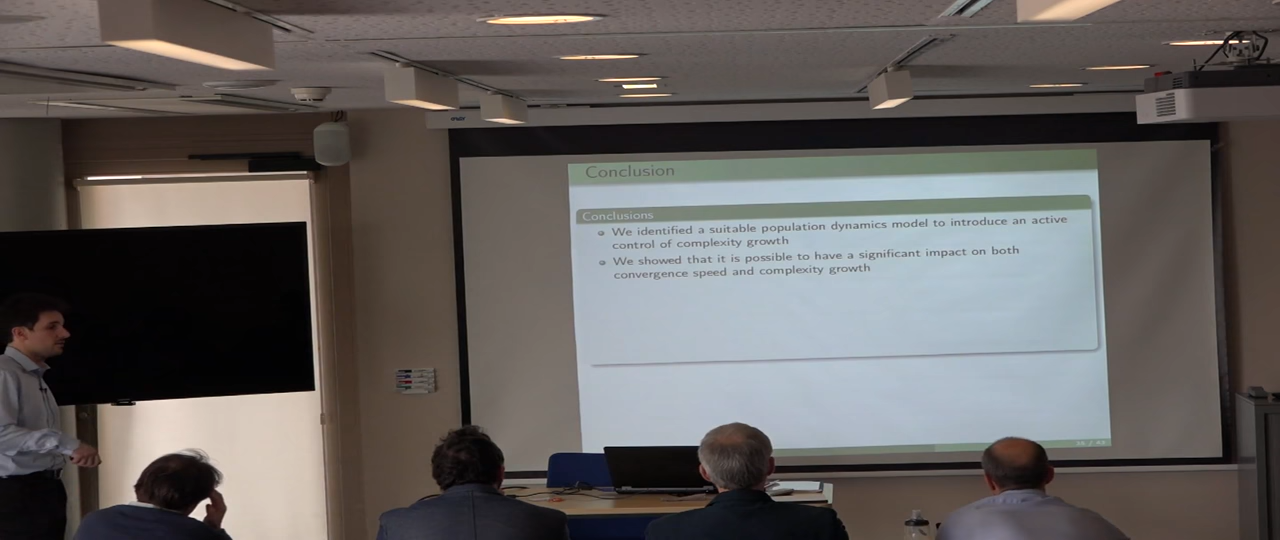 Conclusion
Conclusions
We identified a suitable population dynamics model to introduce an active
control of complexity growth
We showed that it is possible to have a significant impact on both
convergence speed and complexity growth